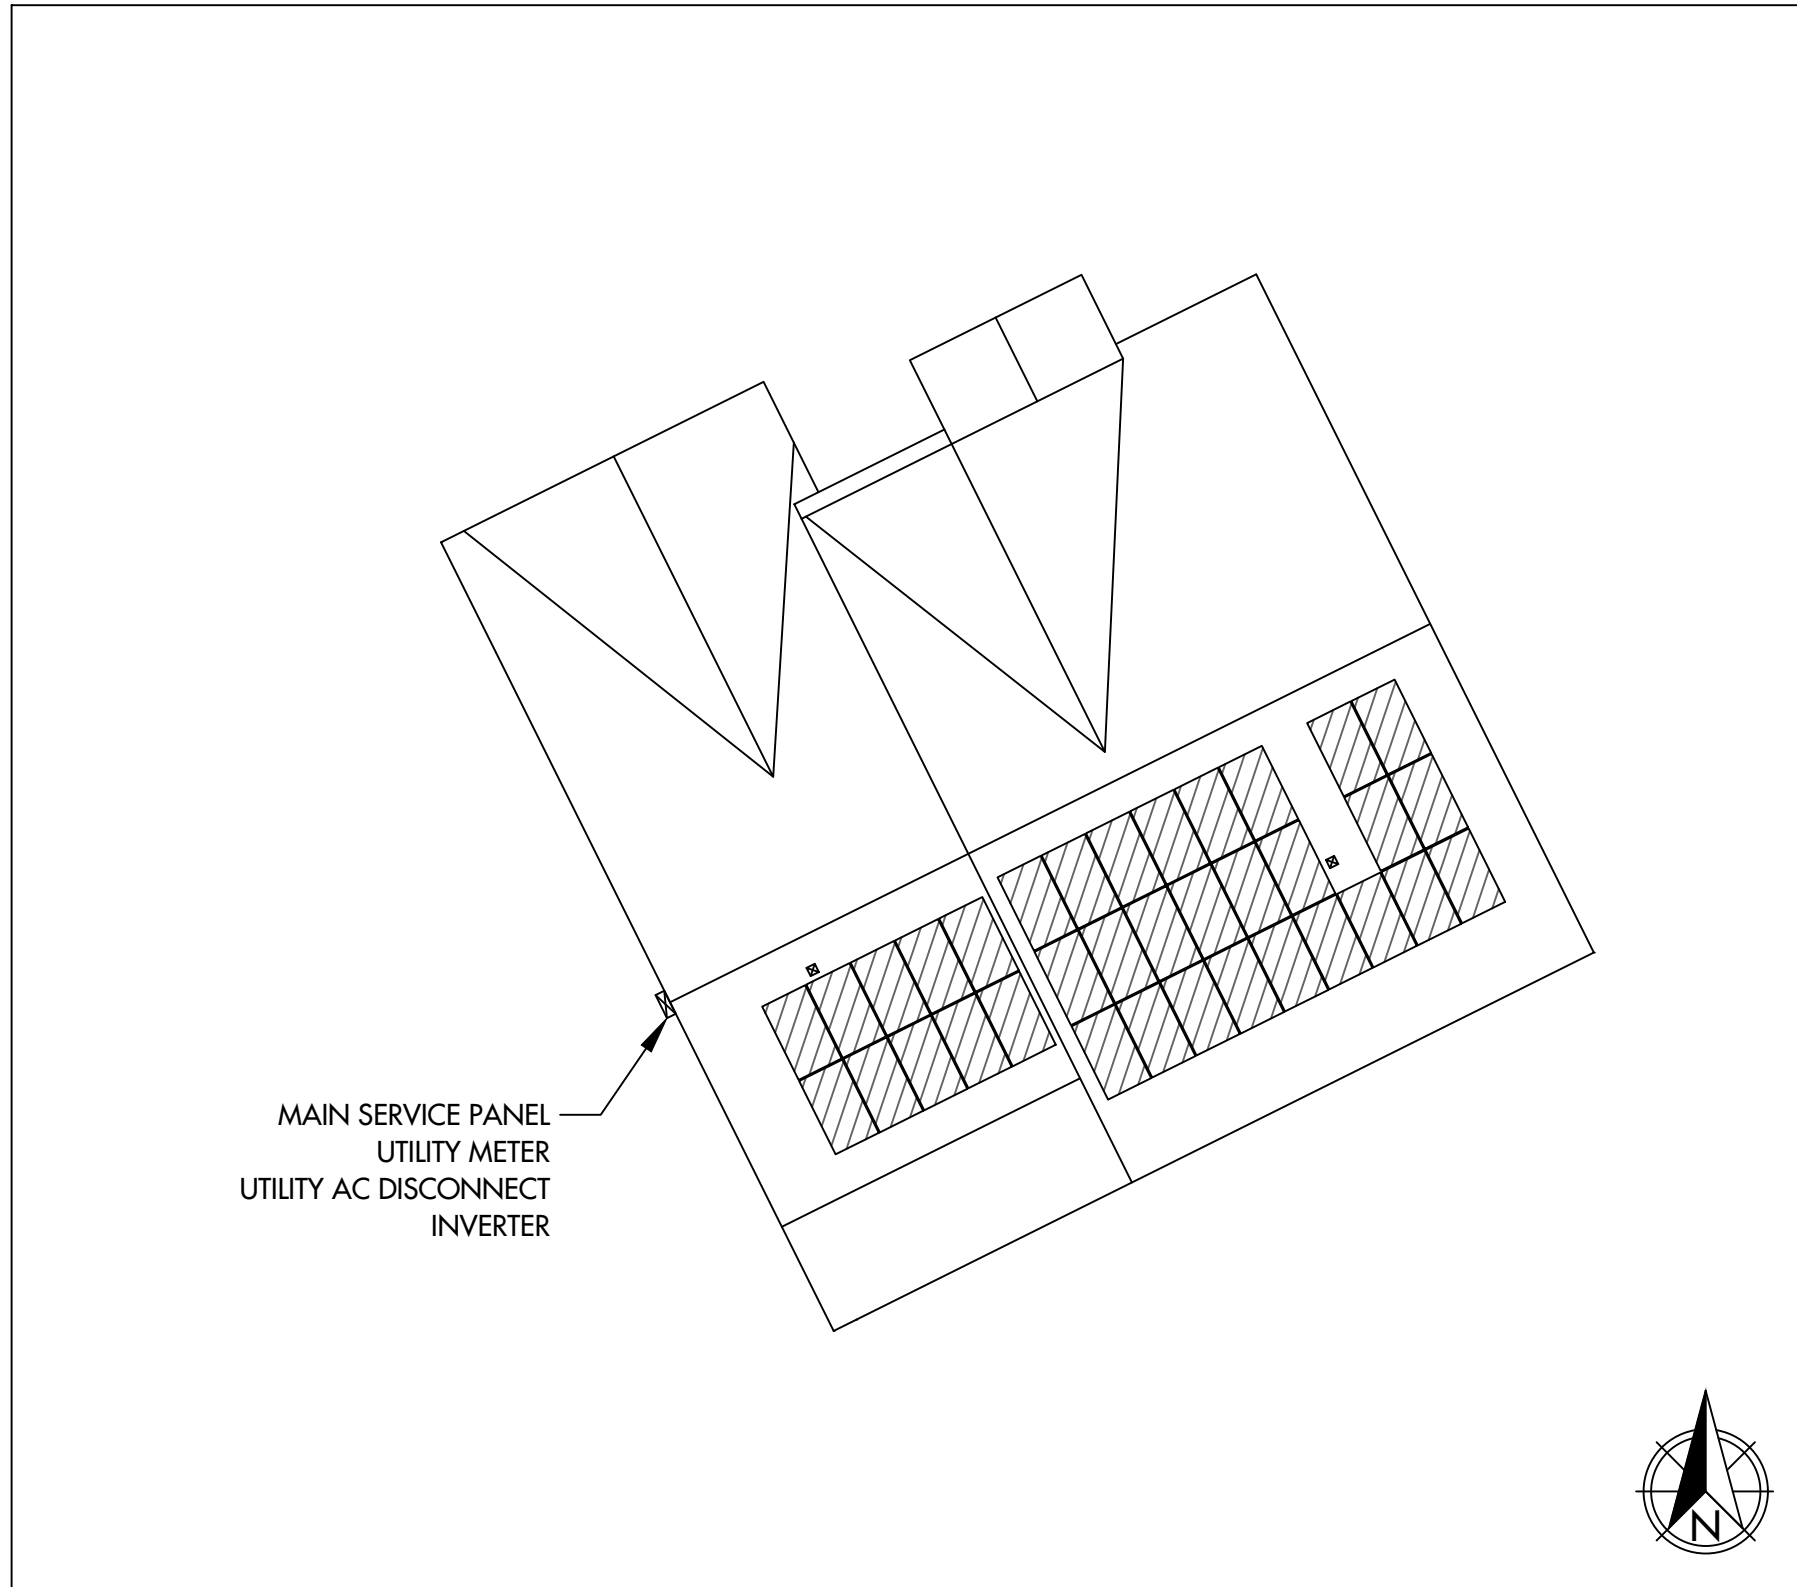 MAIN SERVICE PANEL
UTILITY METER
UTILITY AC DISCONNECT
INVERTER
N